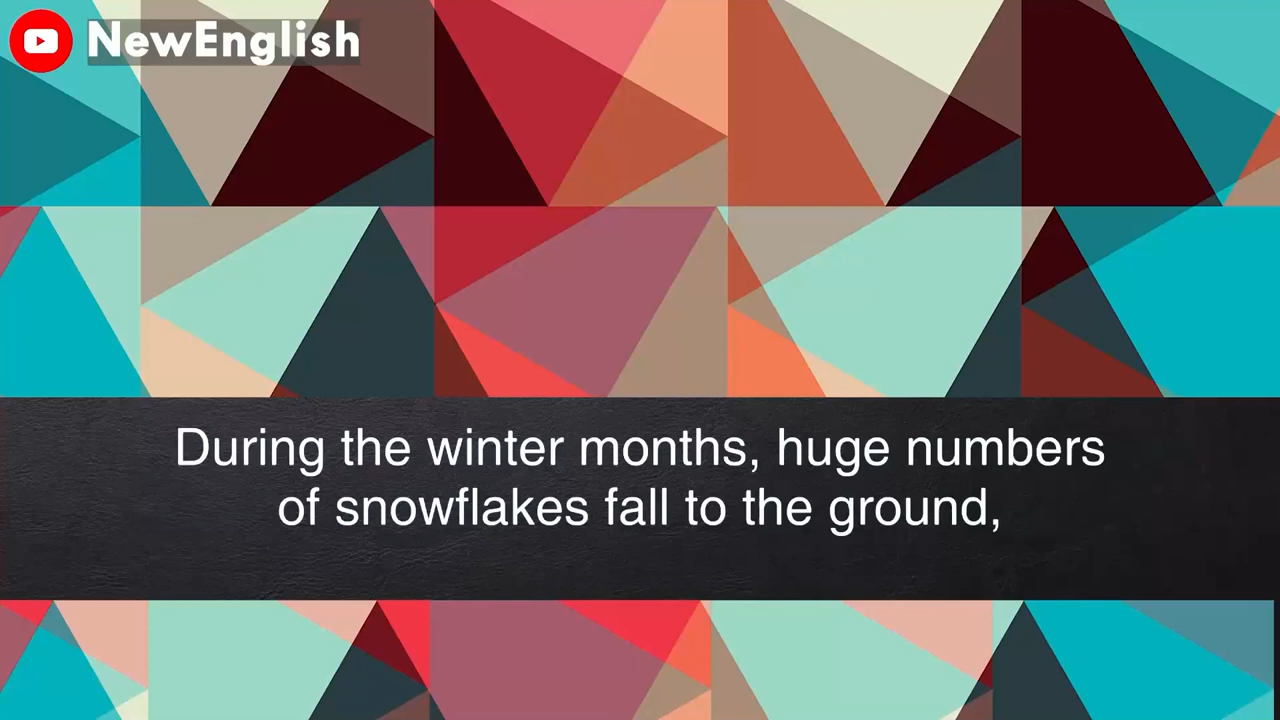 NewEnglish
During the winter months, huge numbers
of snowflakes fall to the ground,